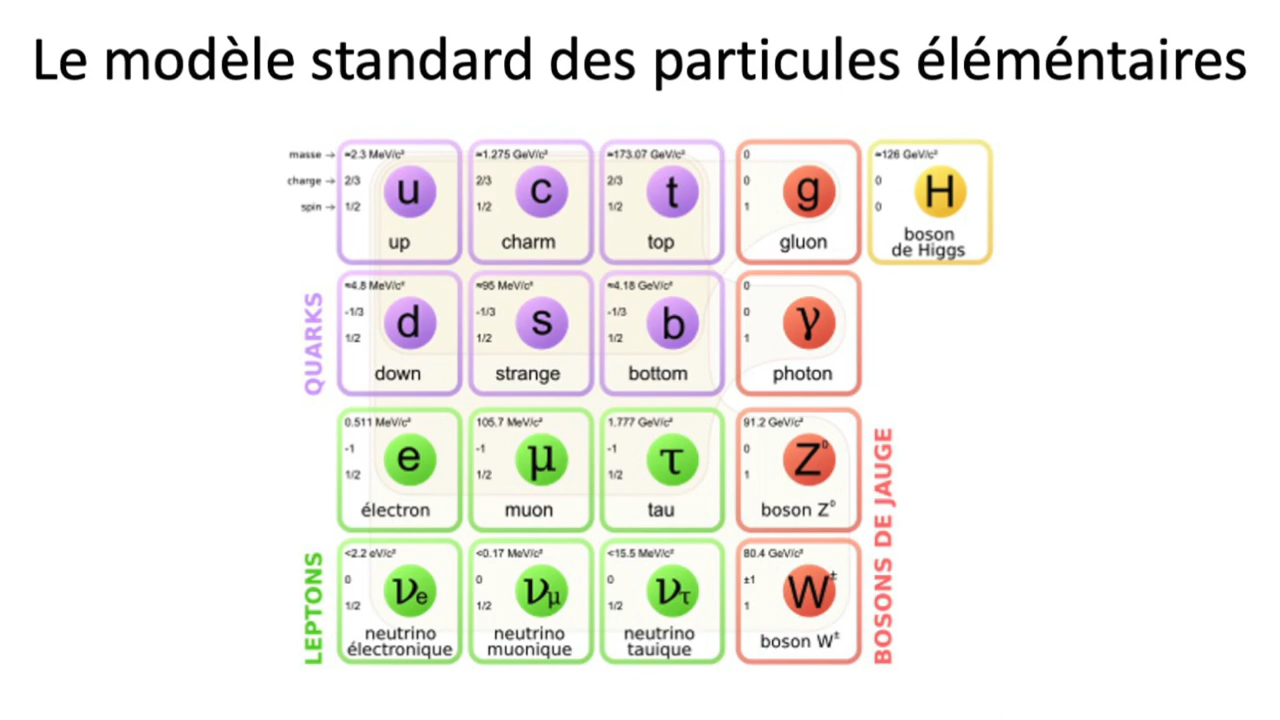 Le modèle standard des particules éléméntaires
masse → ≈2.3 MeV/c² ≈1.275 GeV/c² ≈173.07 GeV/c² 0 ≈126 GeV/c²
charge → 2/3 u 2/3 c 2/3 t 0 g 0 H
spin → 1/2 1/2 1/2 1 0
up charm top gluon boson
de Higgs
QUARKS
≈4.8 MeV/c² ≈95 MeV/c² ≈4.18 GeV/c² 0
-1/3 d -1/3 s -1/3 b 0 γ
1/2 1/2 1/2 1
down strange bottom photon
0.511 MeV/c² 105.7 MeV/c² 1.777 GeV/c² 91.2 GeV/c²
-1 e -1 μ -1 τ 0 Z⁰
1/2 1/2 1/2 1
électron muon tau boson Z⁰
LEPTONS
<2.2 eV/c² <0.17 MeV/c² <15.5 MeV/c² 80.4 GeV/c²
0 νe 0 νμ 0 ντ ±1 W±
1/2 1/2 1/2 1
neutrino neutrino neutrino boson W±
électronique muonique tauique
BOSONS DE JAUGE